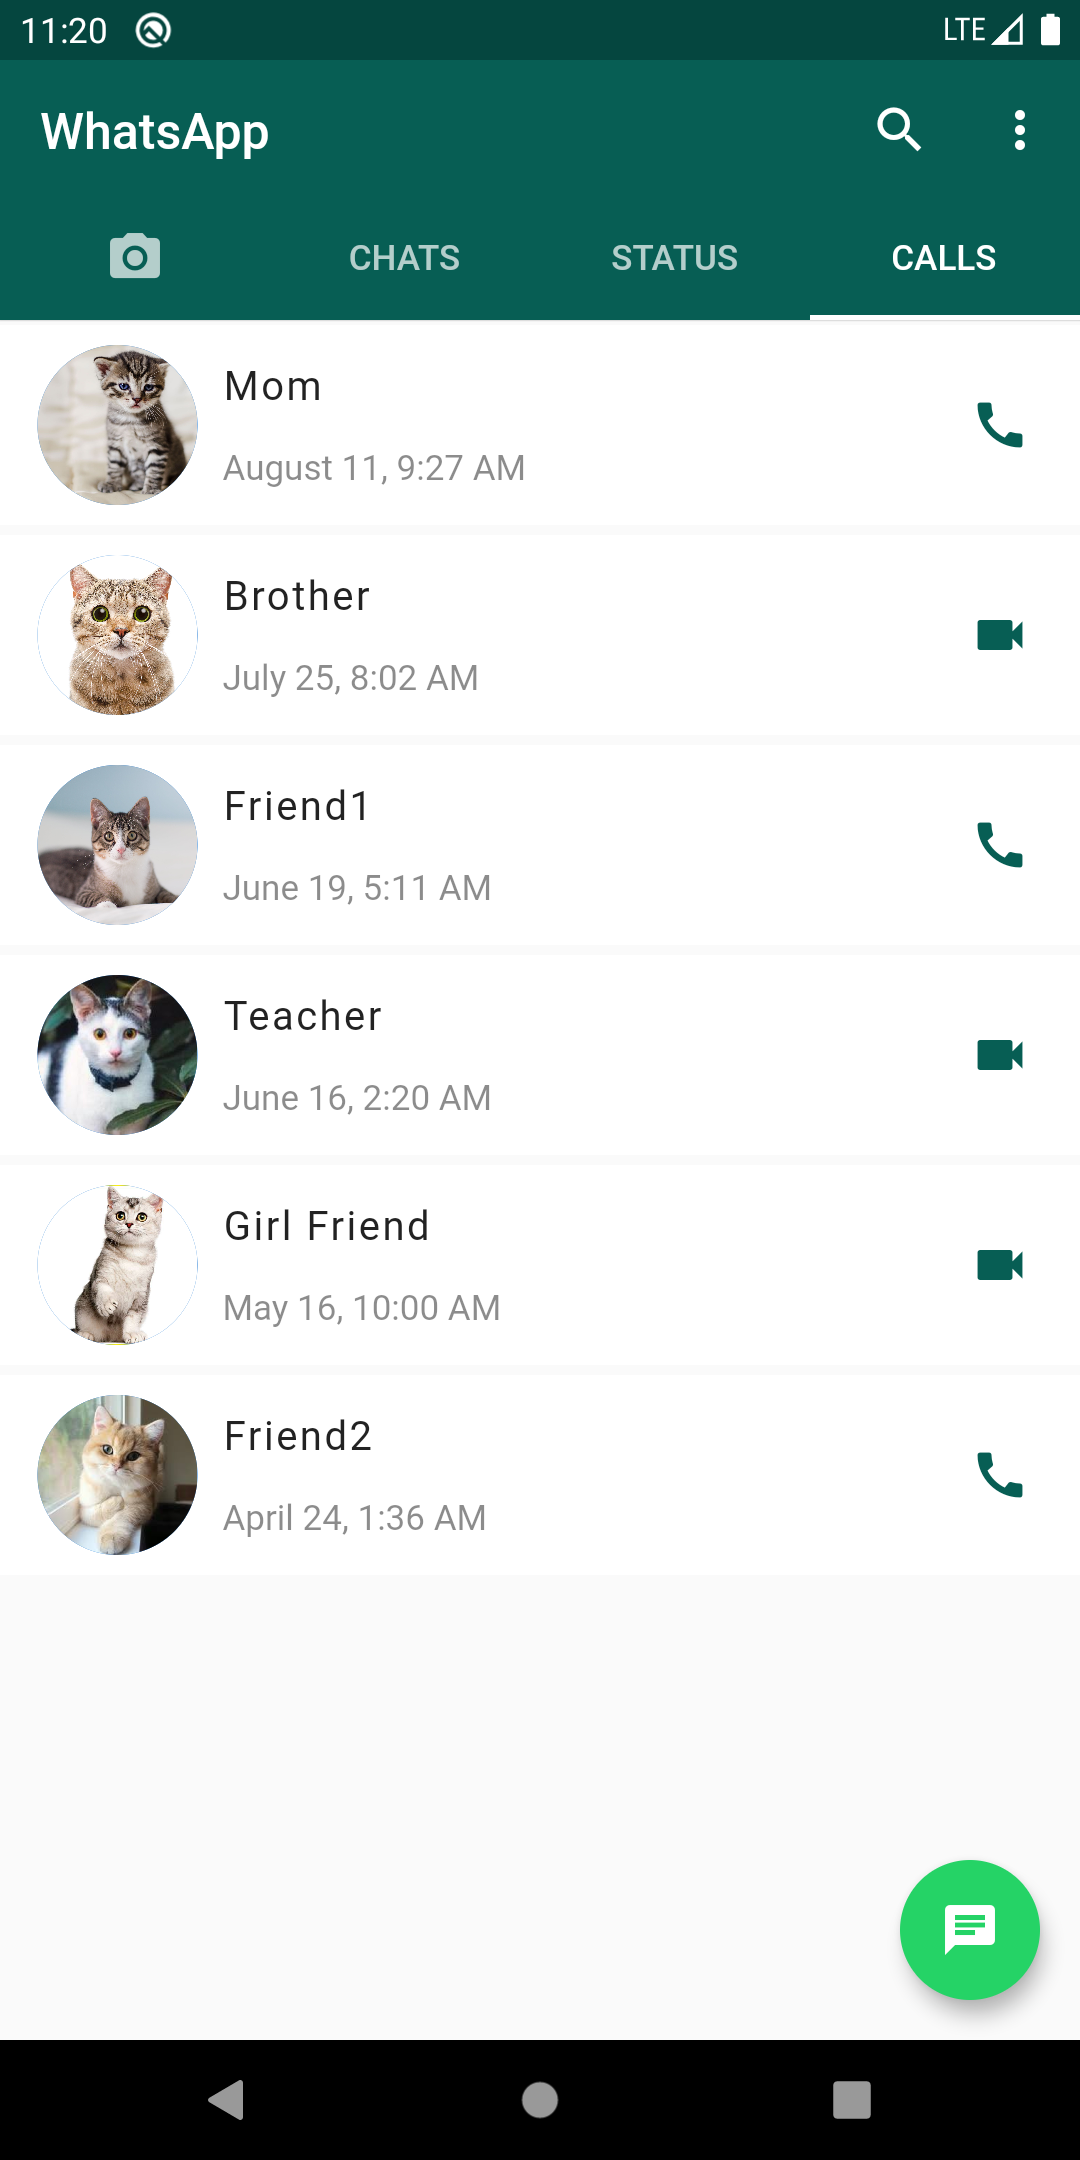 11:20 LTE
WhatsApp
CHATS STATUS CALLS
Mom
August 11, 9:27 AM
Brother
July 25, 8:02 AM
Friend1
June 19, 5:11 AM
Teacher
June 16, 2:20 AM
Girl Friend
May 16, 10:00 AM
Friend2
April 24, 1:36 AM